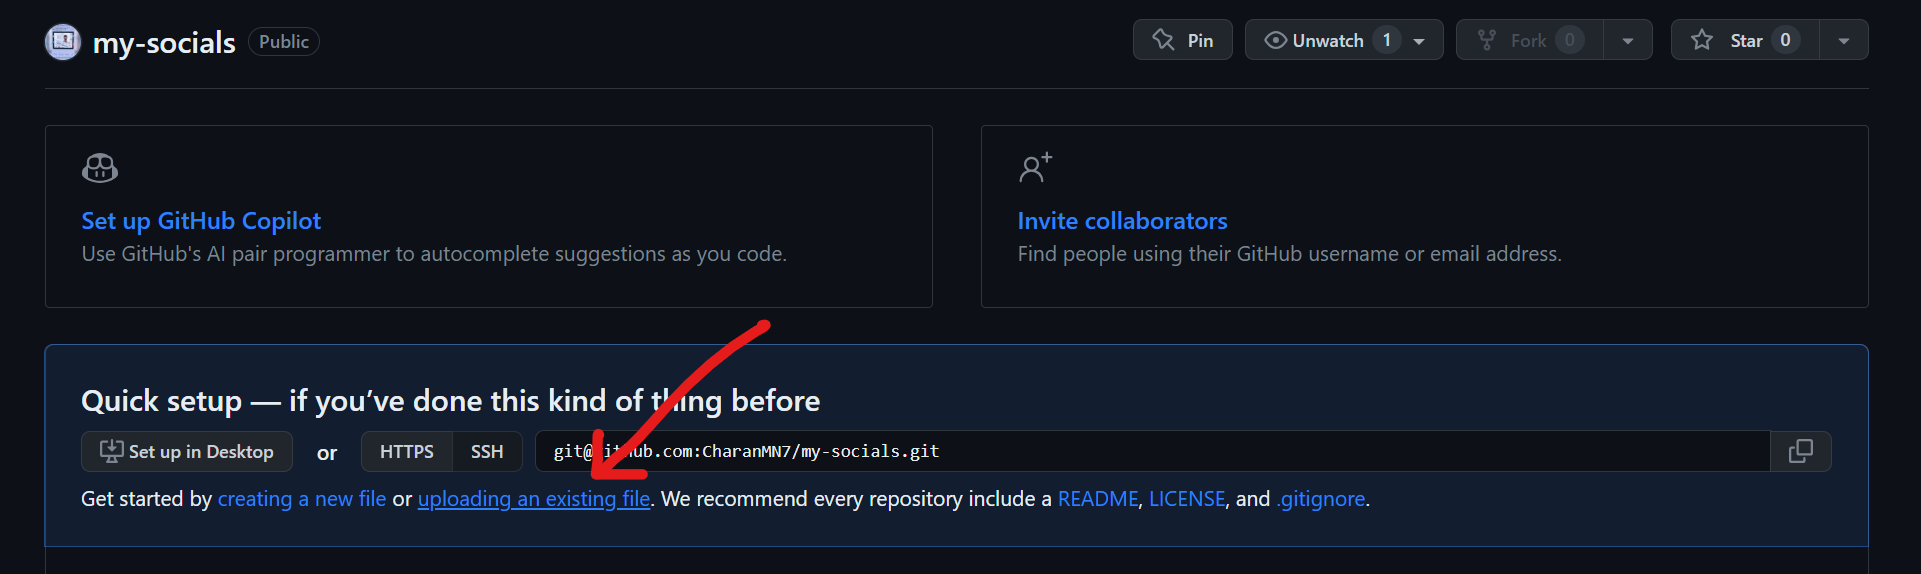 my-socials Public Pin Unwatch 1 Fork 0 Star 0
Set up GitHub Copilot
Use GitHub's AI pair programmer to autocomplete suggestions as you code.
Invite collaborators
Find people using their GitHub username or email address.
Quick setup — if you’ve done this kind of thing before
Set up in Desktop or HTTPS SSH git@github.com:CharanMN7/my-socials.git
Get started by creating a new file or uploading an existing file. We recommend every repository include a README, LICENSE, and .gitignore.